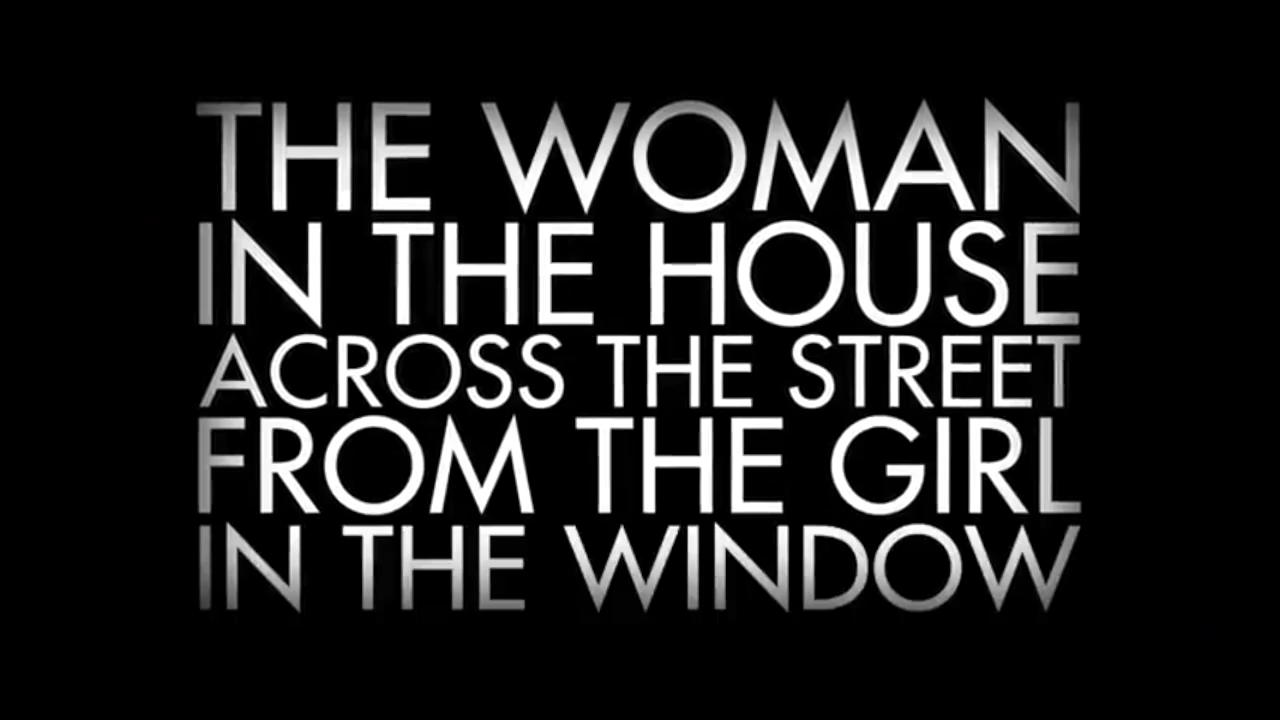 THE WOMAN
IN THE HOUSE
ACROSS THE STREET
FROM THE GIRL
IN THE WINDOW